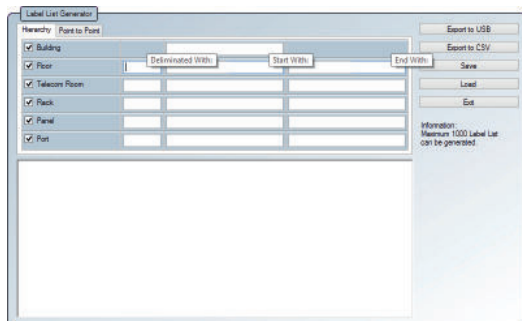 Label List Generator
Hierarchy Point to Point
Building
Deliminated With: Start With: End With:
Floor
Telecom Room
Rack
Panel
Port
Export to USB
Export to CSV
Save
Load
Exit
Information:
Maximum 1000 Label List
can be generated.